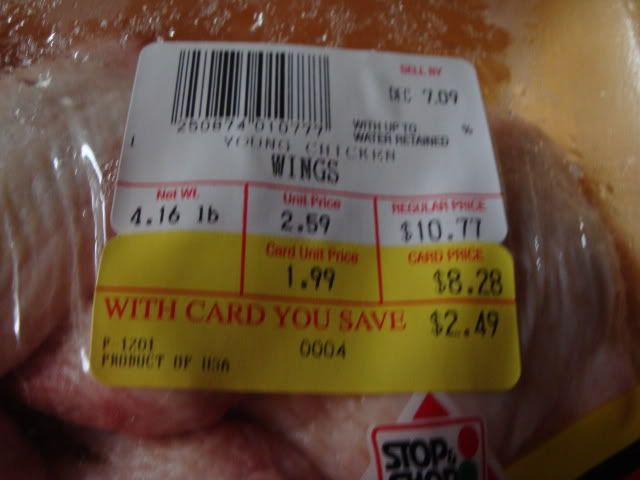 SELL BY
DEC 7.09
250874 010777
WITH UP TO %
WATER RETAINED
YOUNG CHICKEN
WINGS
Net Wt. Unit Price REGULAR PRICE
4.16 lb 2.59 $10.77
Card Unit Price CARD PRICE
1.99 $8.28
WITH CARD YOU SAVE $2.49
P 1201 0004
PRODUCT OF USA
STOP&
SHOP